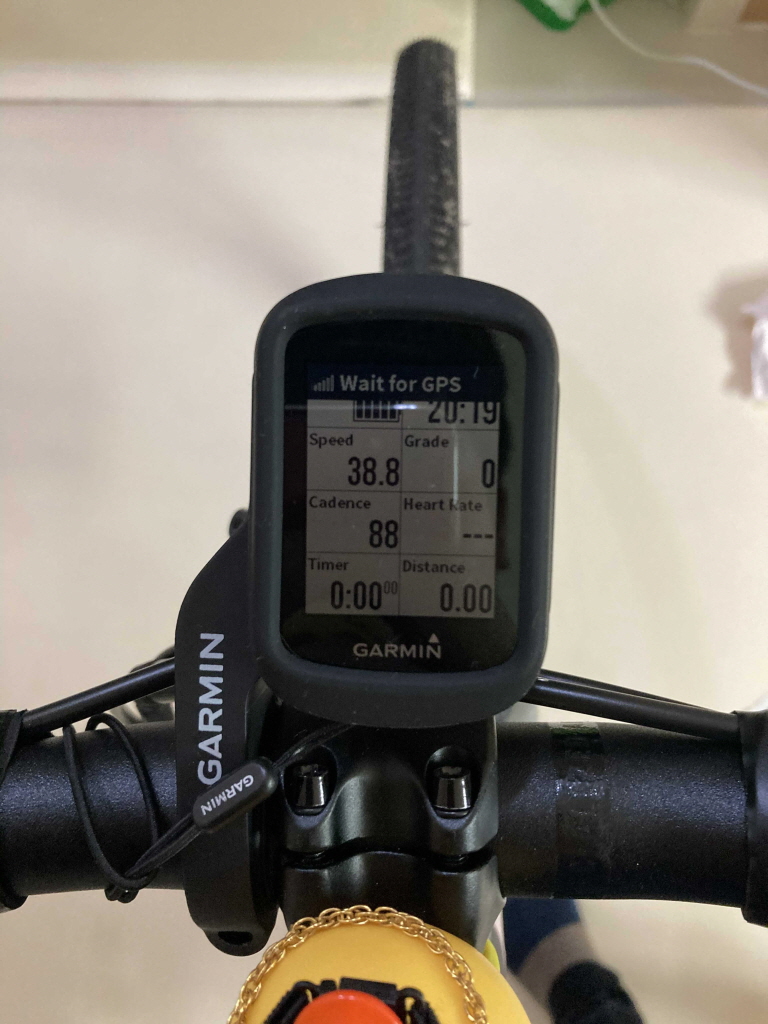 Wait for GPS
20:19
Speed Grade
38.8 0
Cadence Heart Rate
88 ---
Timer Distance
0:00 00 0.00
GARMIN
GARMIN
GARMIN